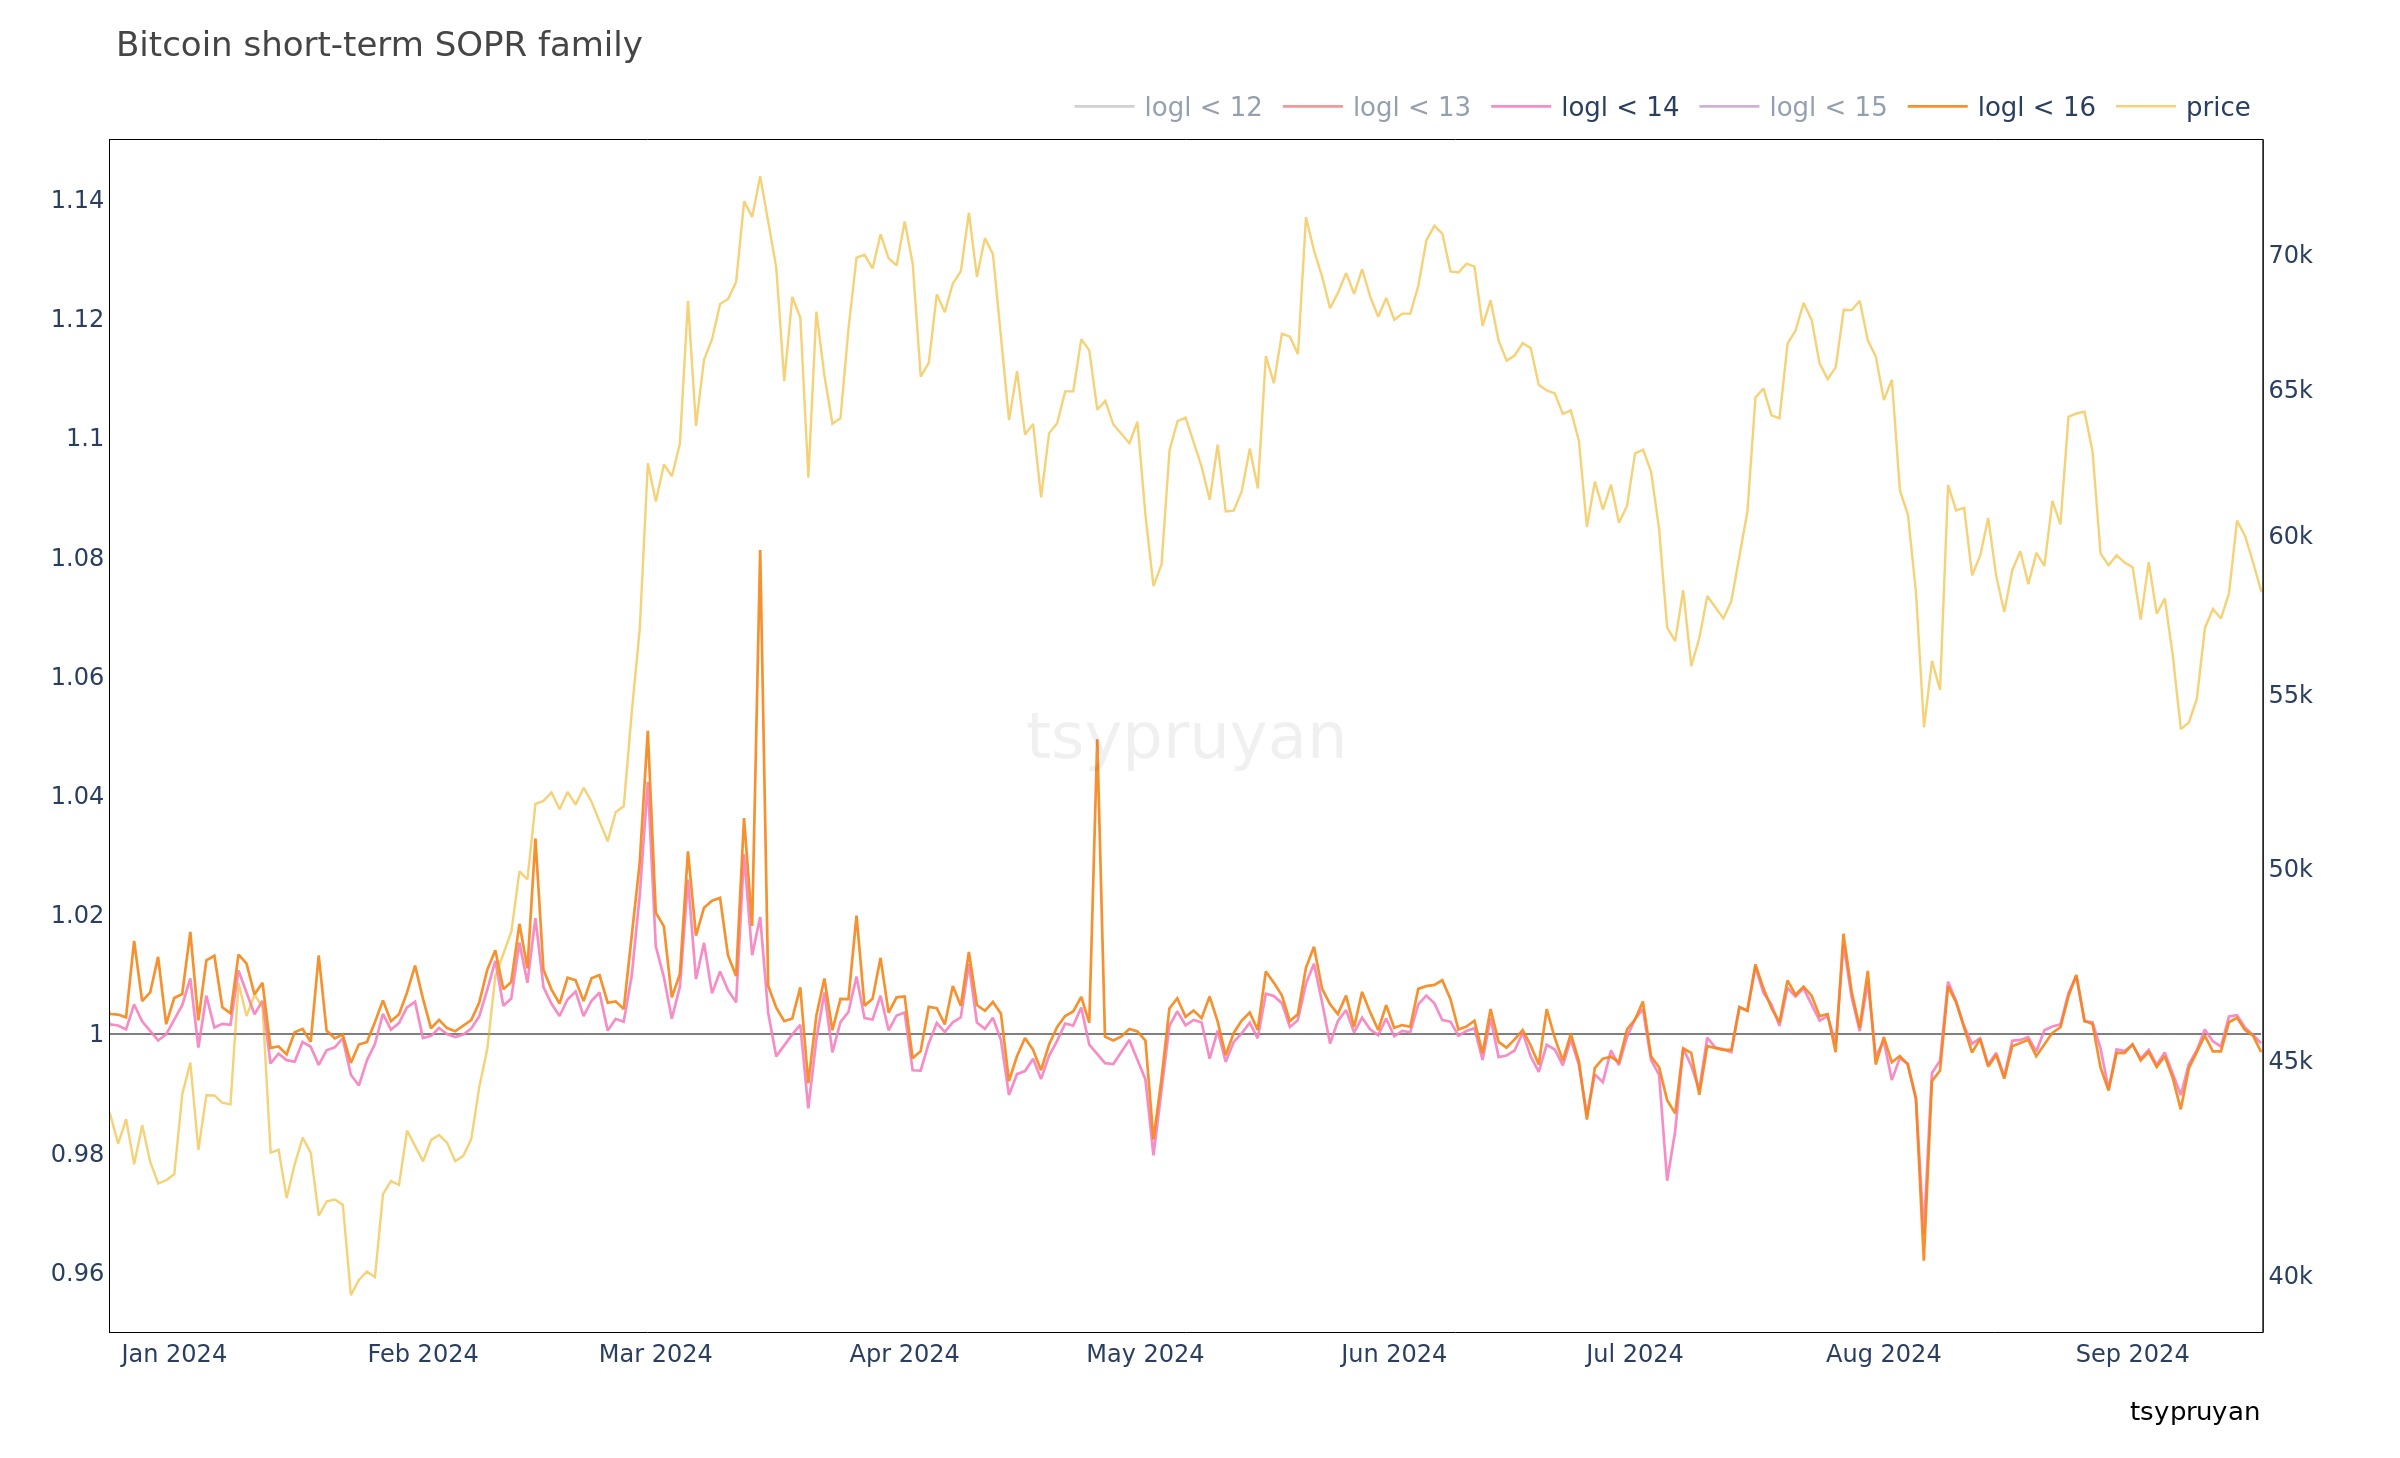 Bitcoin short-term SOPR family
logl < 12 logl < 13 logl < 14 logl < 15 logl < 16 price
1.14
1.12
1.1
1.08
1.06
1.04
1.02
1
0.98
0.96
70k
65k
60k
55k
50k
45k
40k
tsypruyan
Jan 2024 Feb 2024 Mar 2024 Apr 2024 May 2024 Jun 2024 Jul 2024 Aug 2024 Sep 2024
tsypruyan